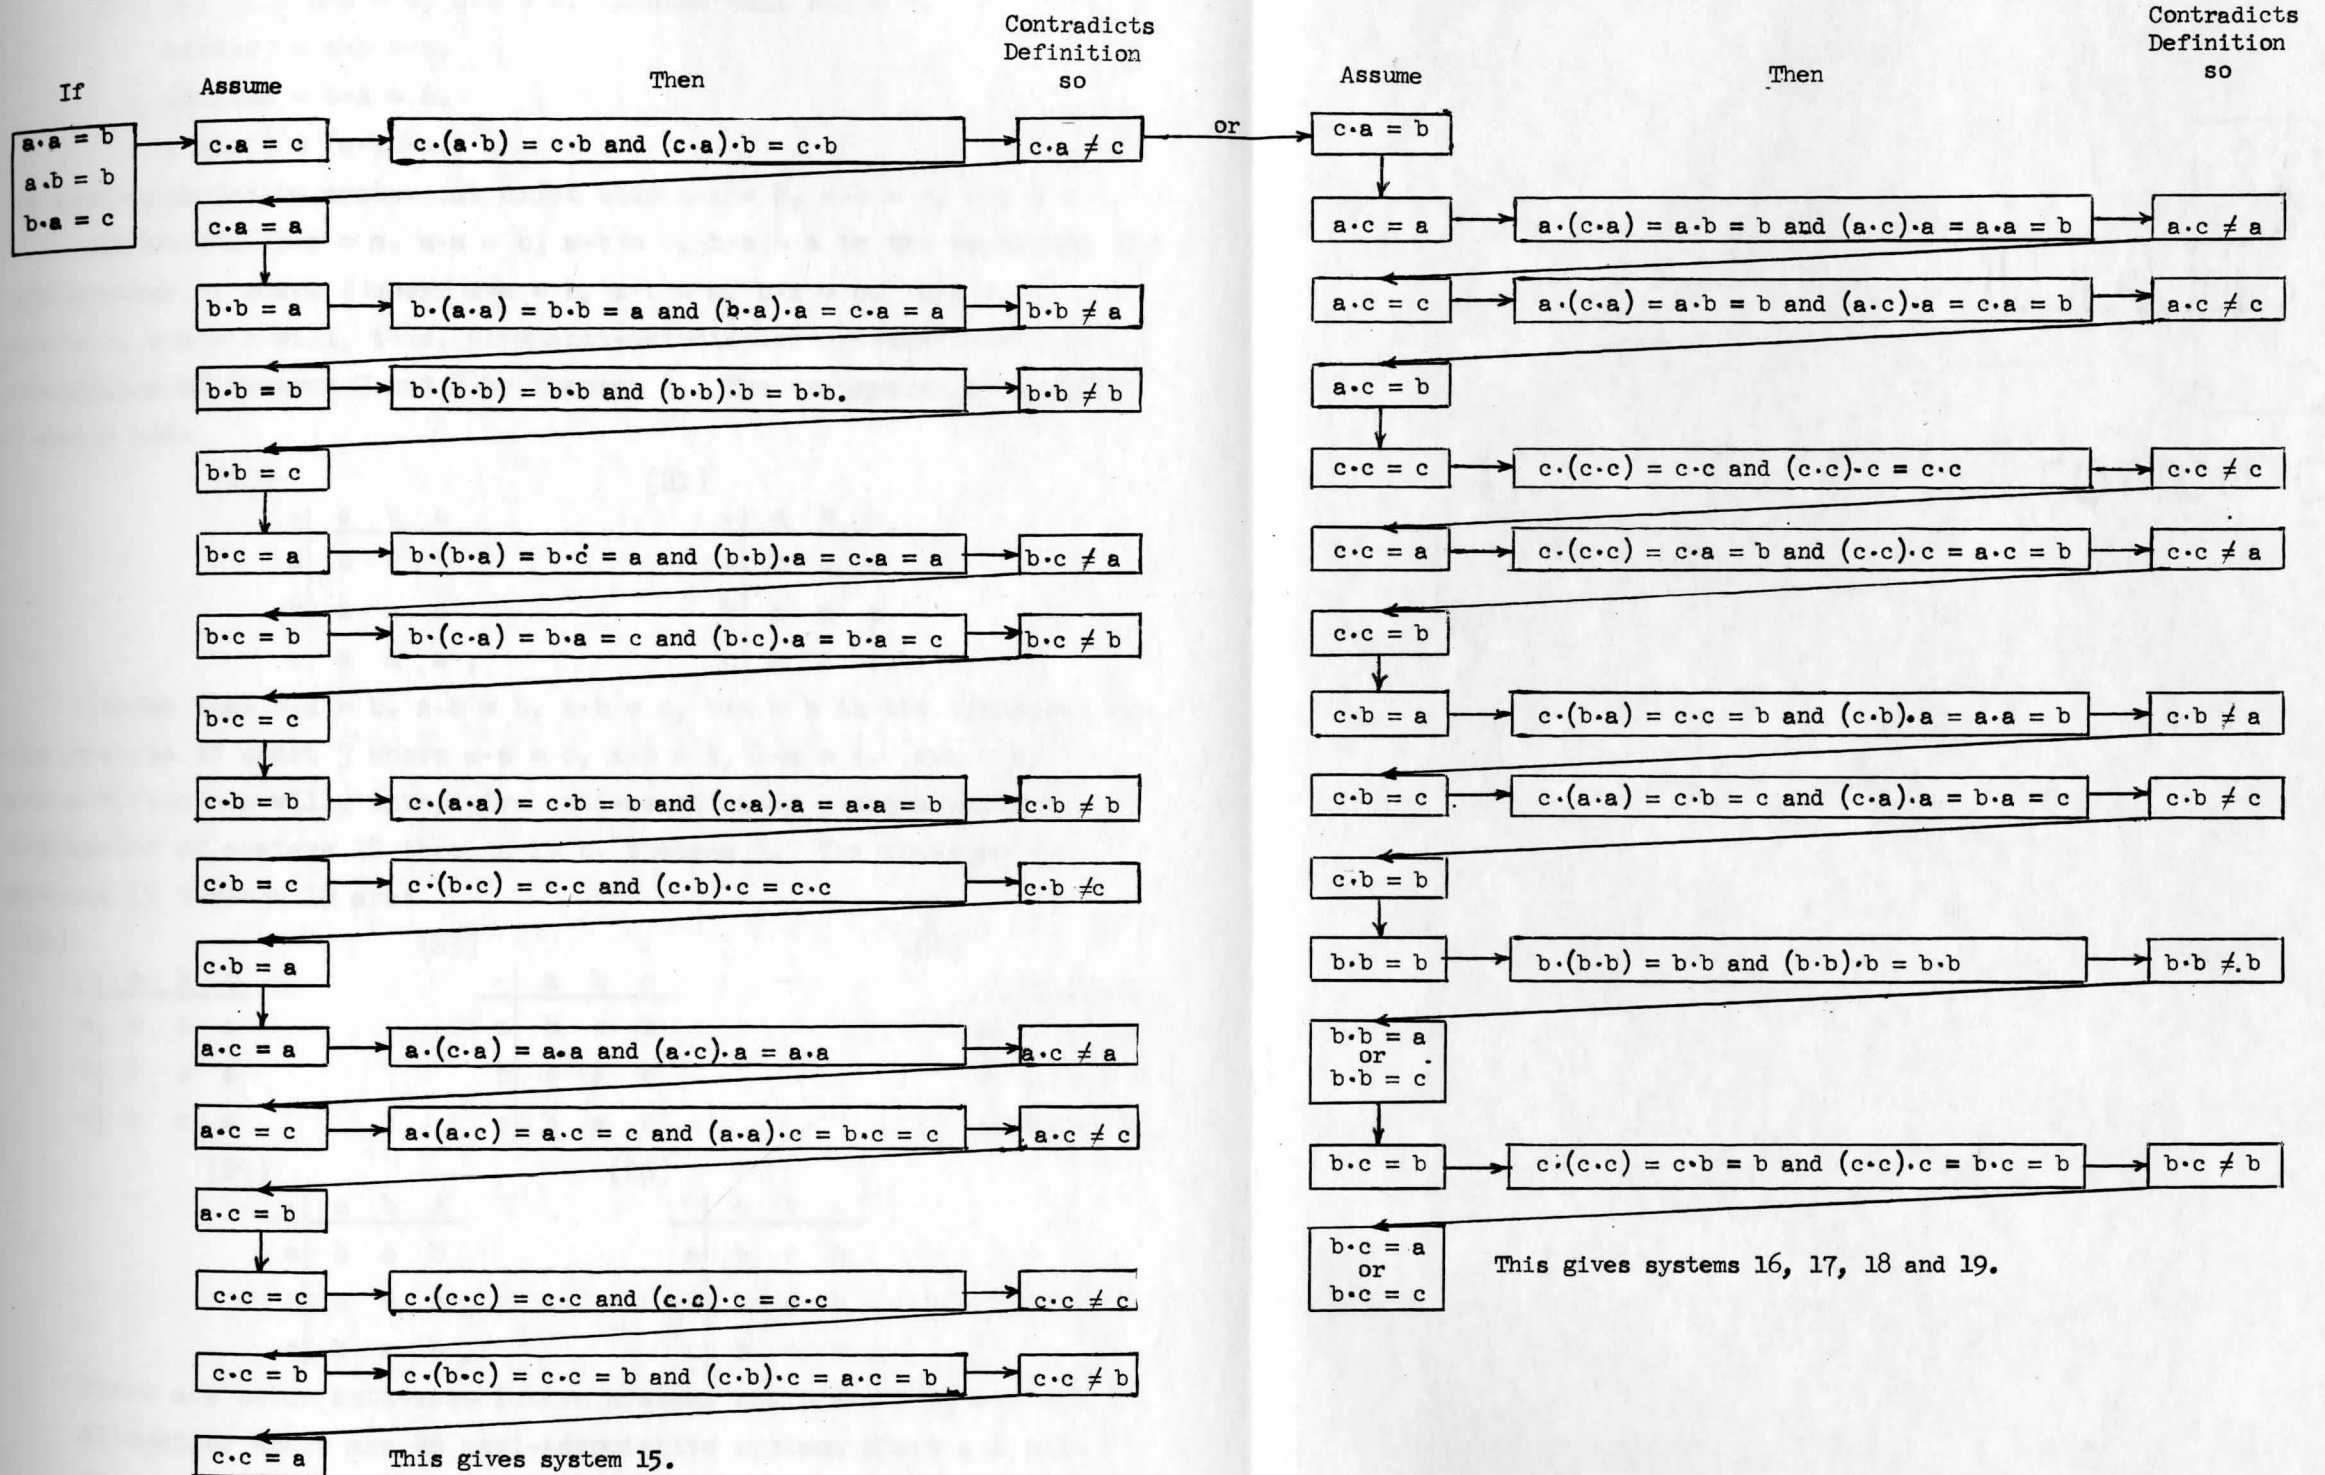 If
Assume
Then
Contradicts
Definition
so
a·a = b
a·b = b
b·a = c
c·a = c
c·(a·b) = c·b and (c·a)·b = c·b
c·a ≠ c
c·a = a
b·b = a
b·(a·a) = b·b = a and (b·a)·a = c·a = a
b·b ≠ a
b·b = b
b·(b·b) = b·b and (b·b)·b = b·b.
b·b ≠ b
b·b = c
b·c = a
b·(b·a) = b·c = a and (b·b)·a = c·a = a
b·c ≠ a
b·c = b
b·(c·a) = b·a = c and (b·c)·a = b·a = c
b·c ≠ b
b·c = c
c·b = b
c·(a·a) = c·b = b and (c·a)·a = a·a = b
c·b ≠ b
c·b = c
c·(b·c) = c·c and (c·b)·c = c·c
c·b ≠c
c·b = a
a·c = a
a·(c·a) = a·a and (a·c)·a = a·a
a·c ≠ a
a·c = c
a·(a·c) = a·c = c and (a·a)·c = b·c = c
a·c ≠ c
a·c = b
c·c = c
c·(c·c) = c·c and (c·c)·c = c·c
c·c ≠ c
c·c = b
c·(b·c) = c·c = b and (c·b)·c = a·c = b
c·c ≠ b
c·c = a
This gives system 15.
or
Assume
Then
Contradicts
Definition
so
c·a = b
a·c = a
a·(c·a) = a·b = b and (a·c)·a = a·a = b
a·c ≠ a
a·c = c
a·(c·a) = a·b = b and (a·c)·a = c·a = b
a·c ≠ c
a·c = b
c·c = c
c·(c·c) = c·c and (c·c)·c = c·c
c·c ≠ c
c·c = a
c·(c·c) = c·a = b and (c·c)·c = a·c = b
c·c ≠ a
c·c = b
c·b = a
c·(b·a) = c·c = b and (c·b)·a = a·a = b
c·b ≠ a
c·b = c
c·(a·a) = c·b = c and (c·a)·a = b·a = c
c·b ≠ c
c·b = b
b·b = b
b·(b·b) = b·b and (b·b)·b = b·b
b·b ≠ b
b·b = a
or
b·b = c
b·c = b
c·(c·c) = c·b = b and (c·c)·c = b·c = b
b·c ≠ b
b·c = a
or
b·c = c
This gives systems 16, 17, 18 and 19.